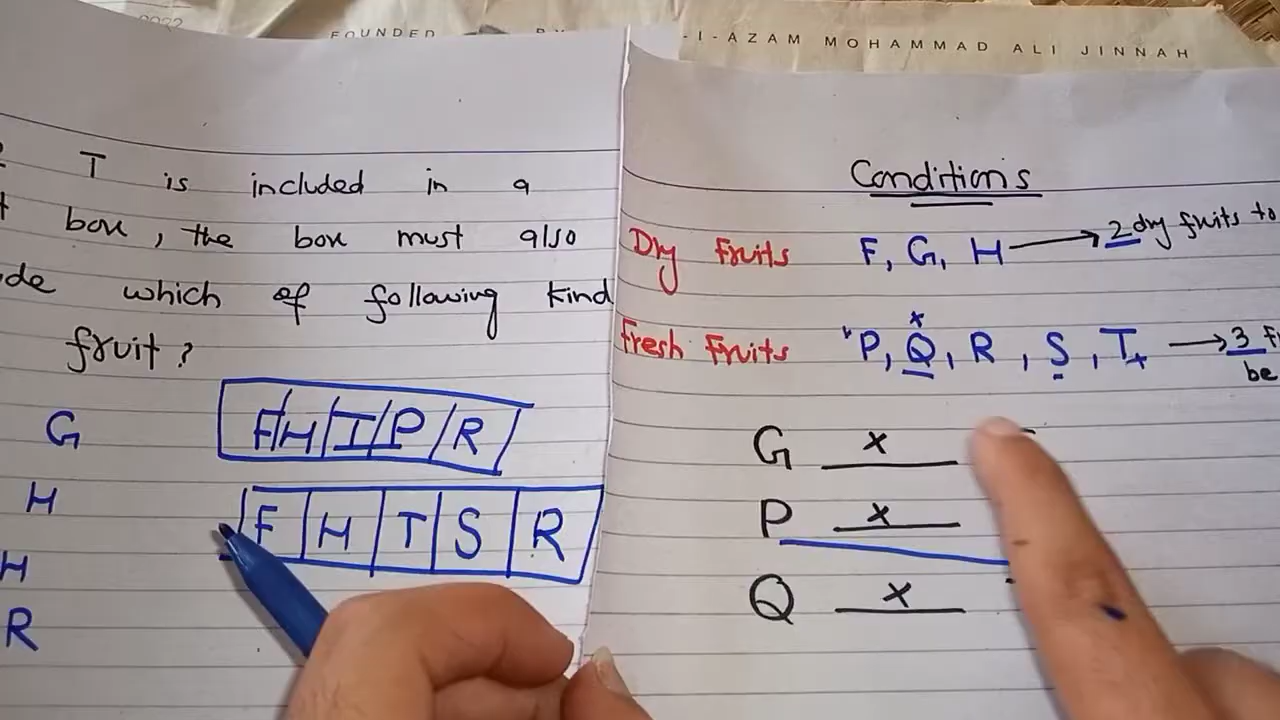 FOUNDED
-I-AZAM MOHAMMAD ALI JINNAH
T is included in a
box, the box must also
which of following kind
fruit?
G
F H T P R
H
F H T S R
H
R
Conditions
Dry Fruits F, G, H → 2 dry fruits to
Fresh Fruits P, Q, R, S, T → 3
be
G x
P x
Q x